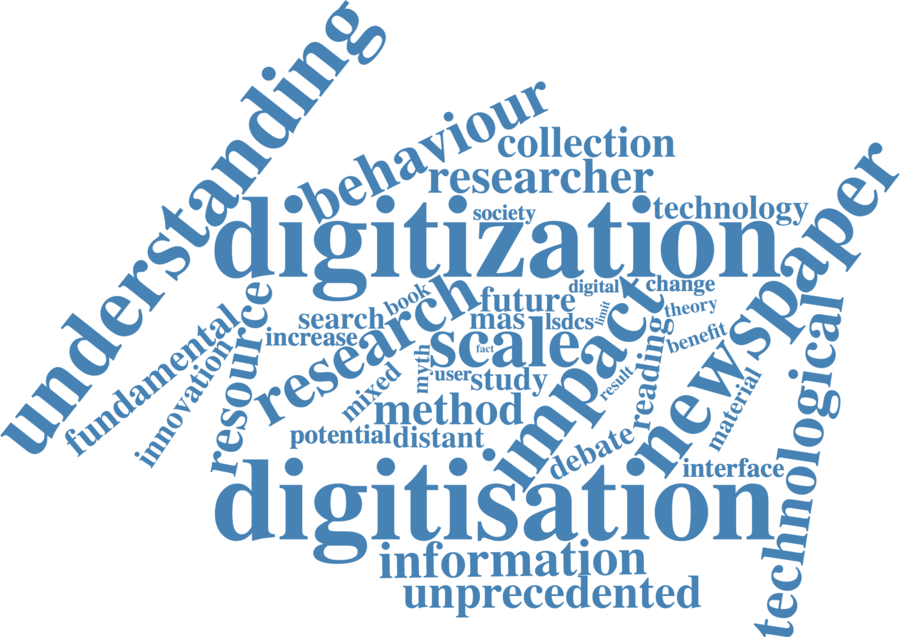 understanding
behaviour
collection
researcher
society
technology
digitization
newspaper
book
digital
change
search
research
future
limit
theory
resource
fundamental
increase
mas
lsdcs
impact
innovation
scale
fact
benefit
myth
user
study
result
reading
mixed
material
technological
method
potential
distant
debate
interface
digitisation
information
unprecedented